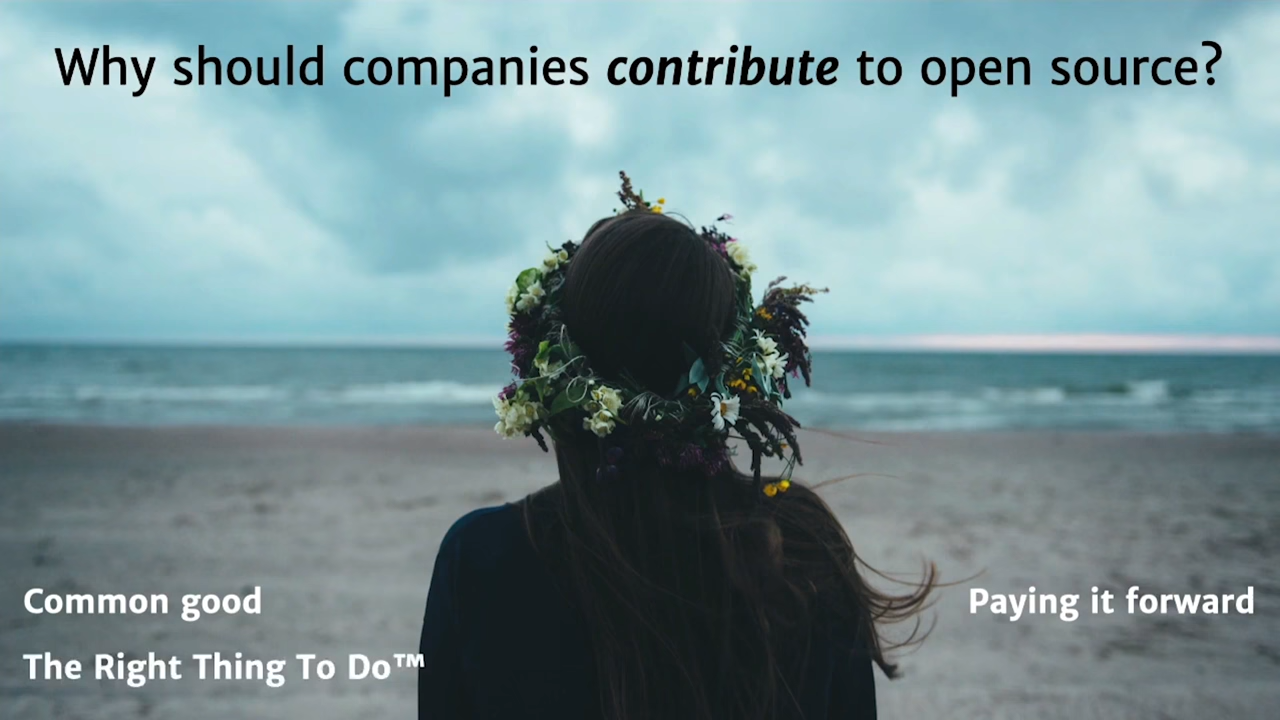 Why should companies contribute to open source?
Common good
Paying it forward
The Right Thing To Do™